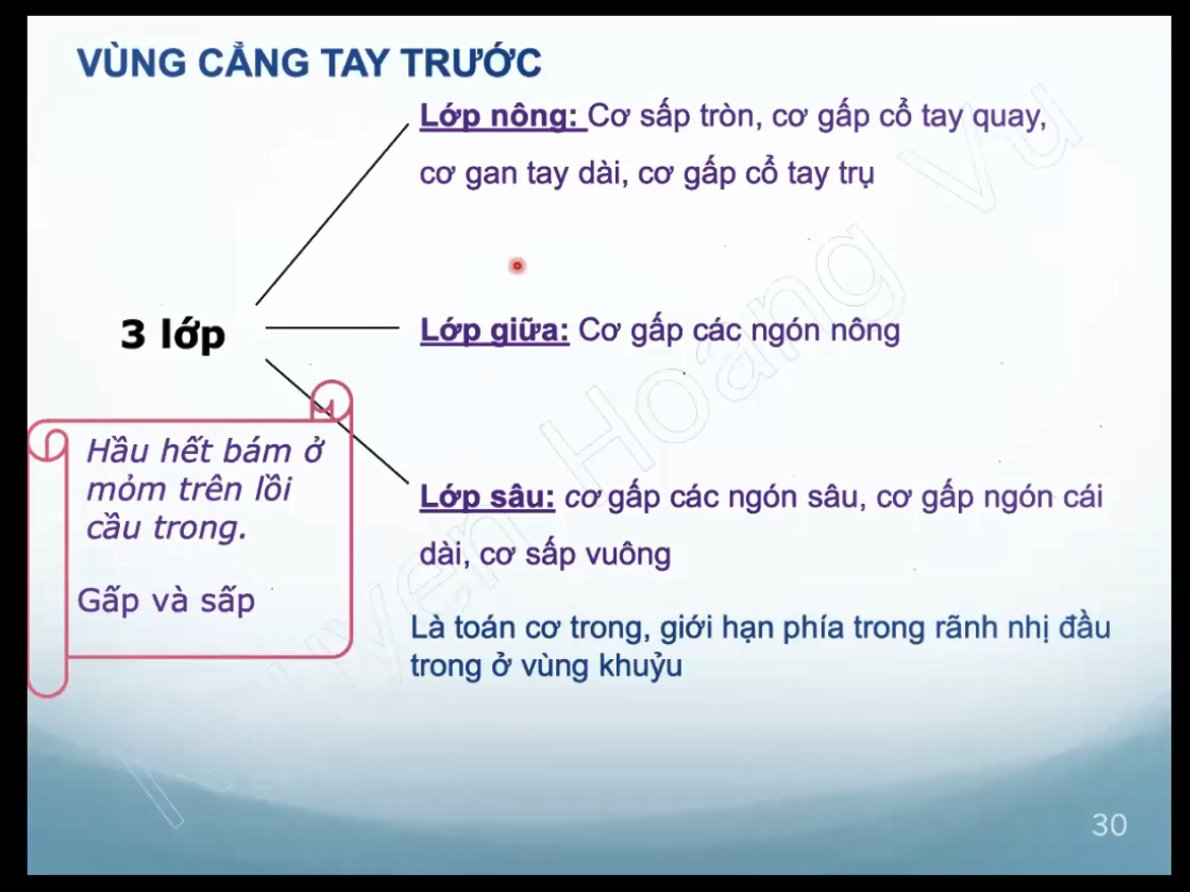 VÙNG CẲNG TAY TRƯỚC
Lớp nông: Cơ sấp tròn, cơ gấp cổ tay quay,
cơ gan tay dài, cơ gấp cổ tay trụ
3 lớp
Lớp giữa: Cơ gấp các ngón nông
Hầu hết bám ở
mỏm trên lồi
cầu trong.
Gấp và sấp
Lớp sâu: cơ gấp các ngón sâu, cơ gấp ngón cái
dài, cơ sấp vuông
Là toán cơ trong, giới hạn phía trong rãnh nhị đầu
trong ở vùng khuỷu
Hoang Vu
30